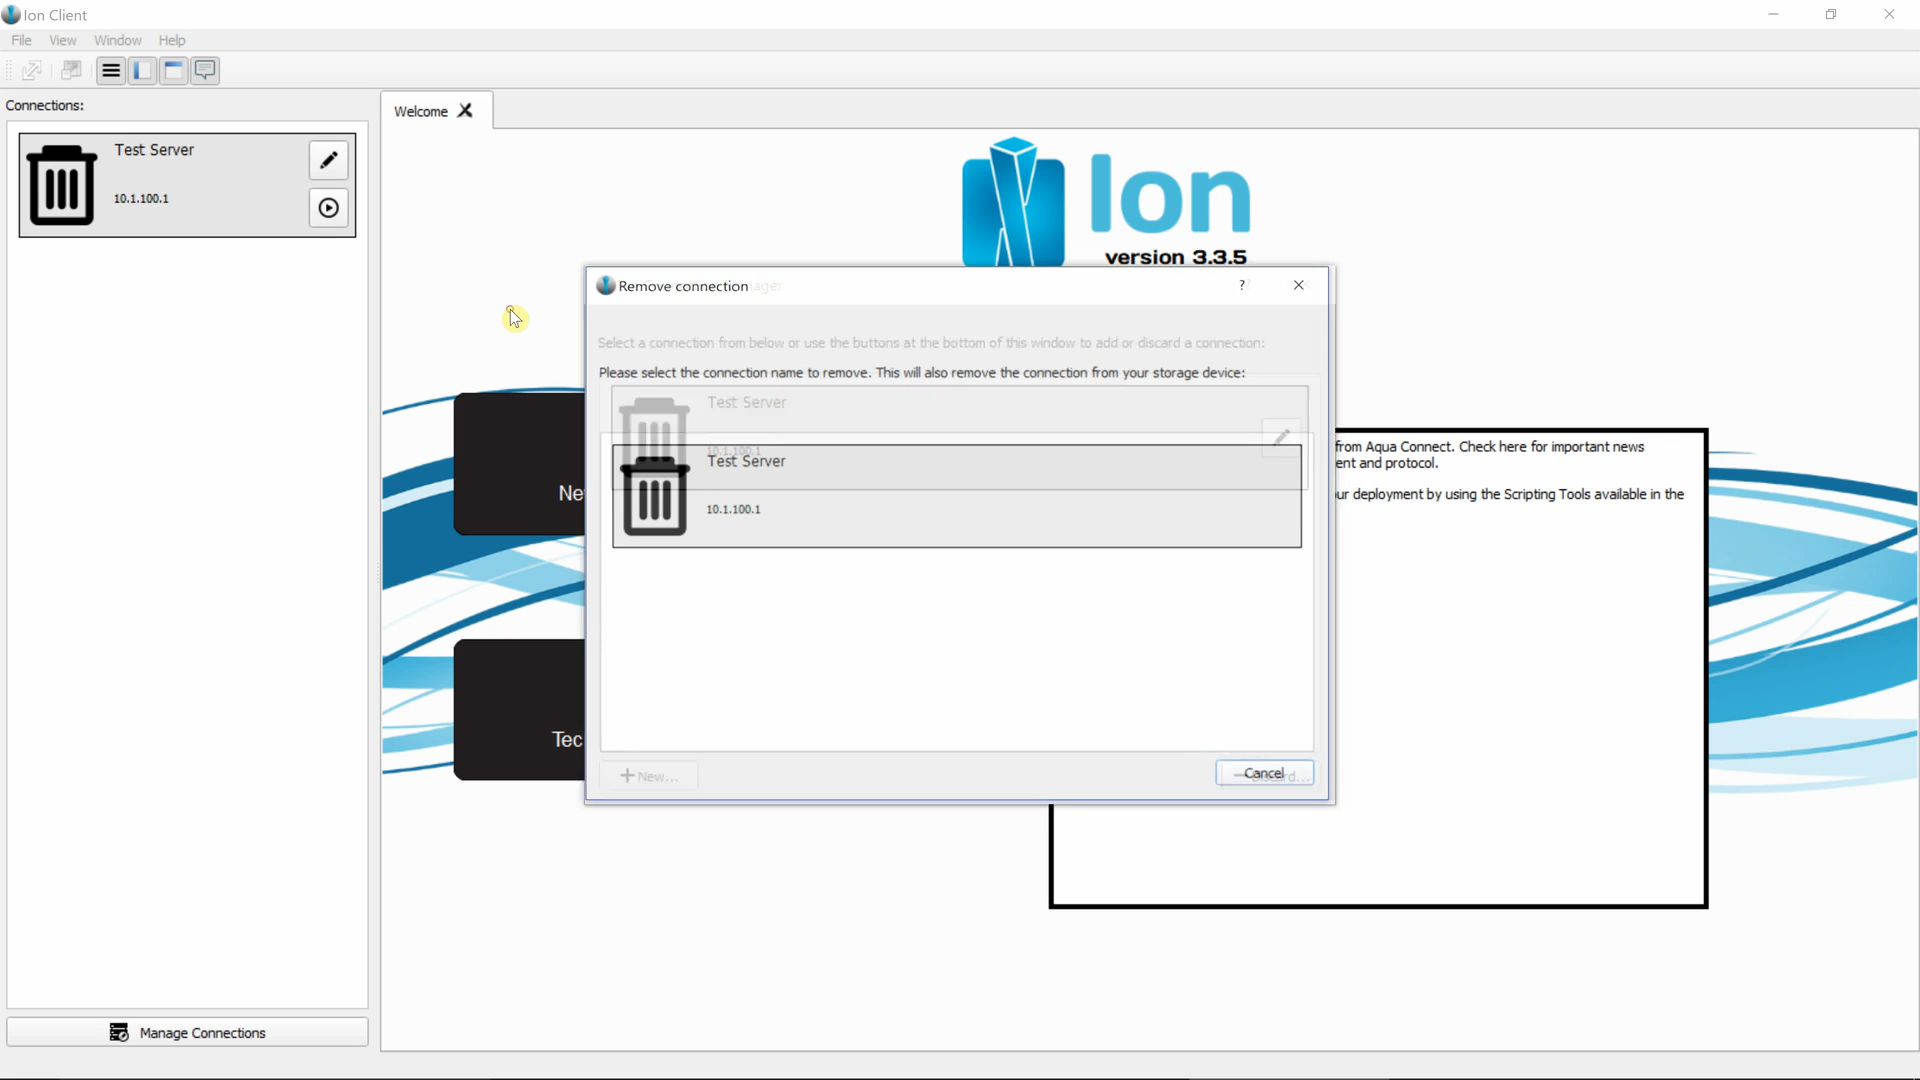 Ion Client
File View Window Help
Connections:
Test Server
10.1.100.1
Manage Connections
Welcome
Ion
version 3.3.5
Remove connection
?
Select a connection from below or use the buttons at the bottom of this window to add or discard a connection:
Please select the connection name to remove. This will also remove the connection from your storage device:
Test Server
10.1.100.1
Test Server
10.1.100.1
New...
Cancel
Ne
Tec
from Aqua Connect. Check here for important news
ent and protocol.
ur deployment by using the Scripting Tools available in the